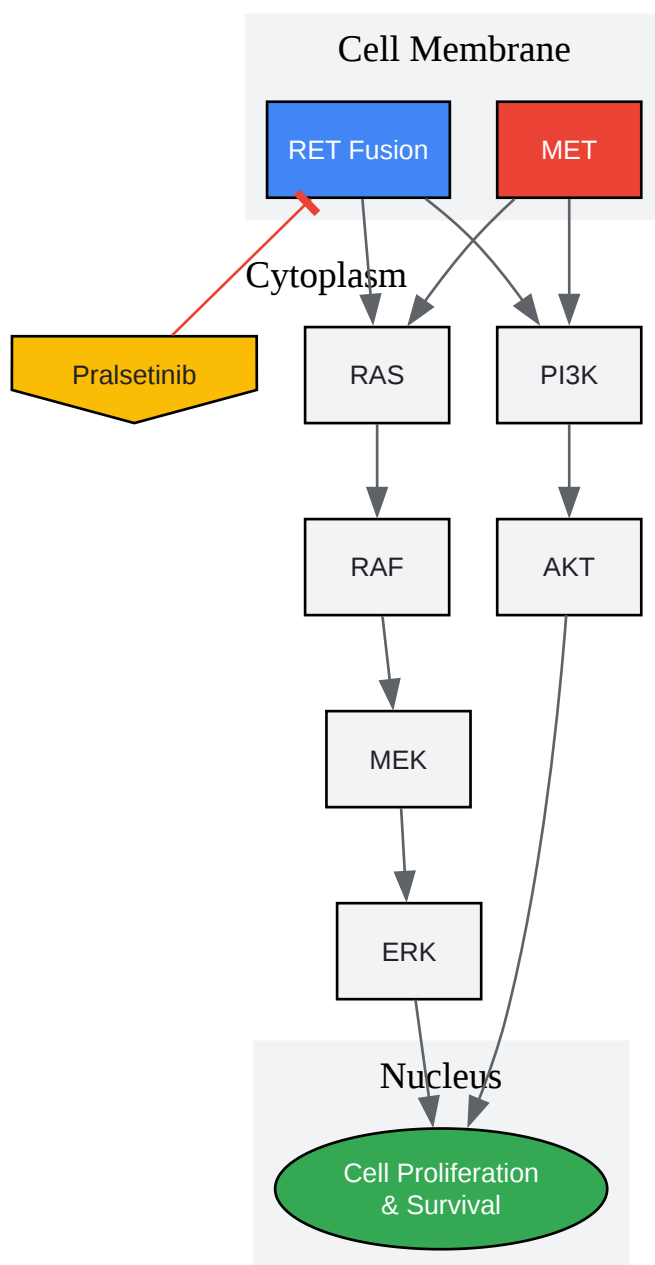 Cell Membrane
RET Fusion
MET
Cytoplasm
Pralsetinib
RAS
PI3K
RAF
AKT
MEK
ERK
Nucleus
Cell Proliferation
& Survival